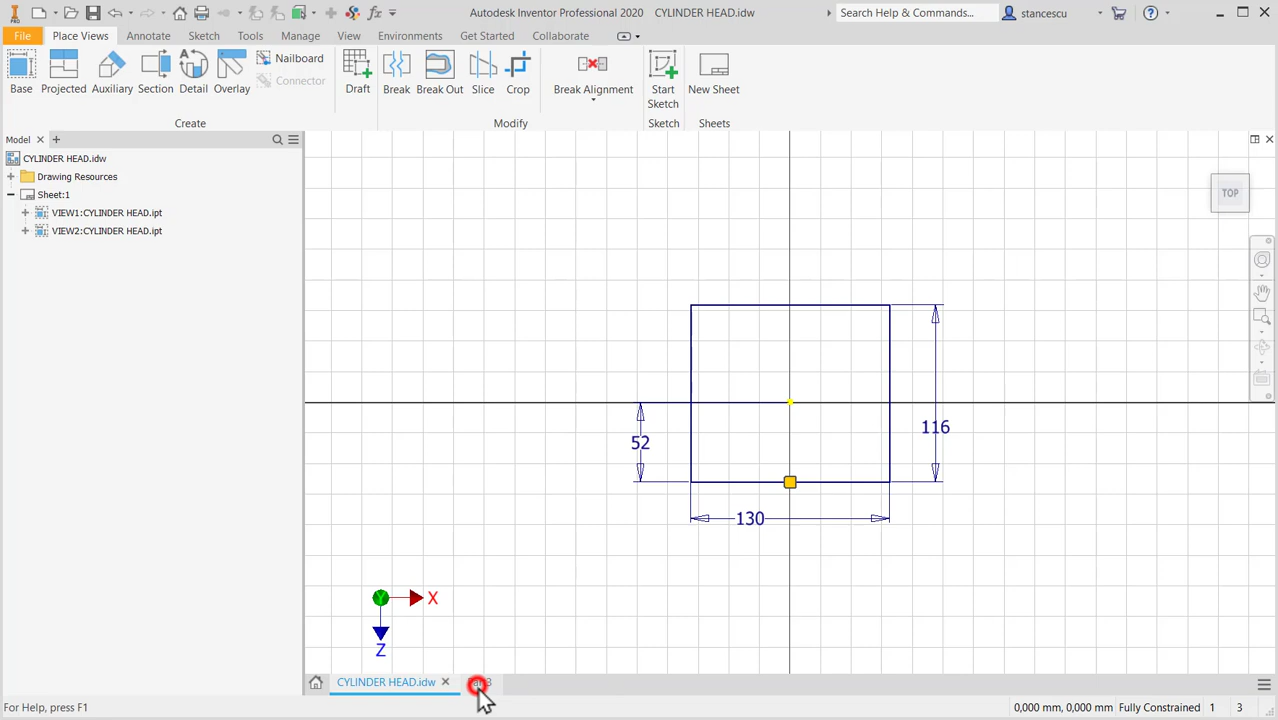 Autodesk Inventor Professional 2020 CYLINDER HEAD.idw
Search Help & Commands...
stancescu
File Place Views Annotate Sketch Tools Manage View Environments Get Started Collaborate
Base Projected Auxiliary Section Detail Overlay
Nailboard
Connector
Draft Break Break Out Slice Crop
Break Alignment
Start
Sketch
New Sheet
Create Modify Sketch Sheets
Model
CYLINDER HEAD.idw
Drawing Resources
Sheet:1
VIEW1:CYLINDER HEAD.ipt
VIEW2:CYLINDER HEAD.ipt
TOP
116
52
130
Y X
Z
CYLINDER HEAD.idw
For Help, press F1
0,000 mm, 0,000 mm Fully Constrained 1 3